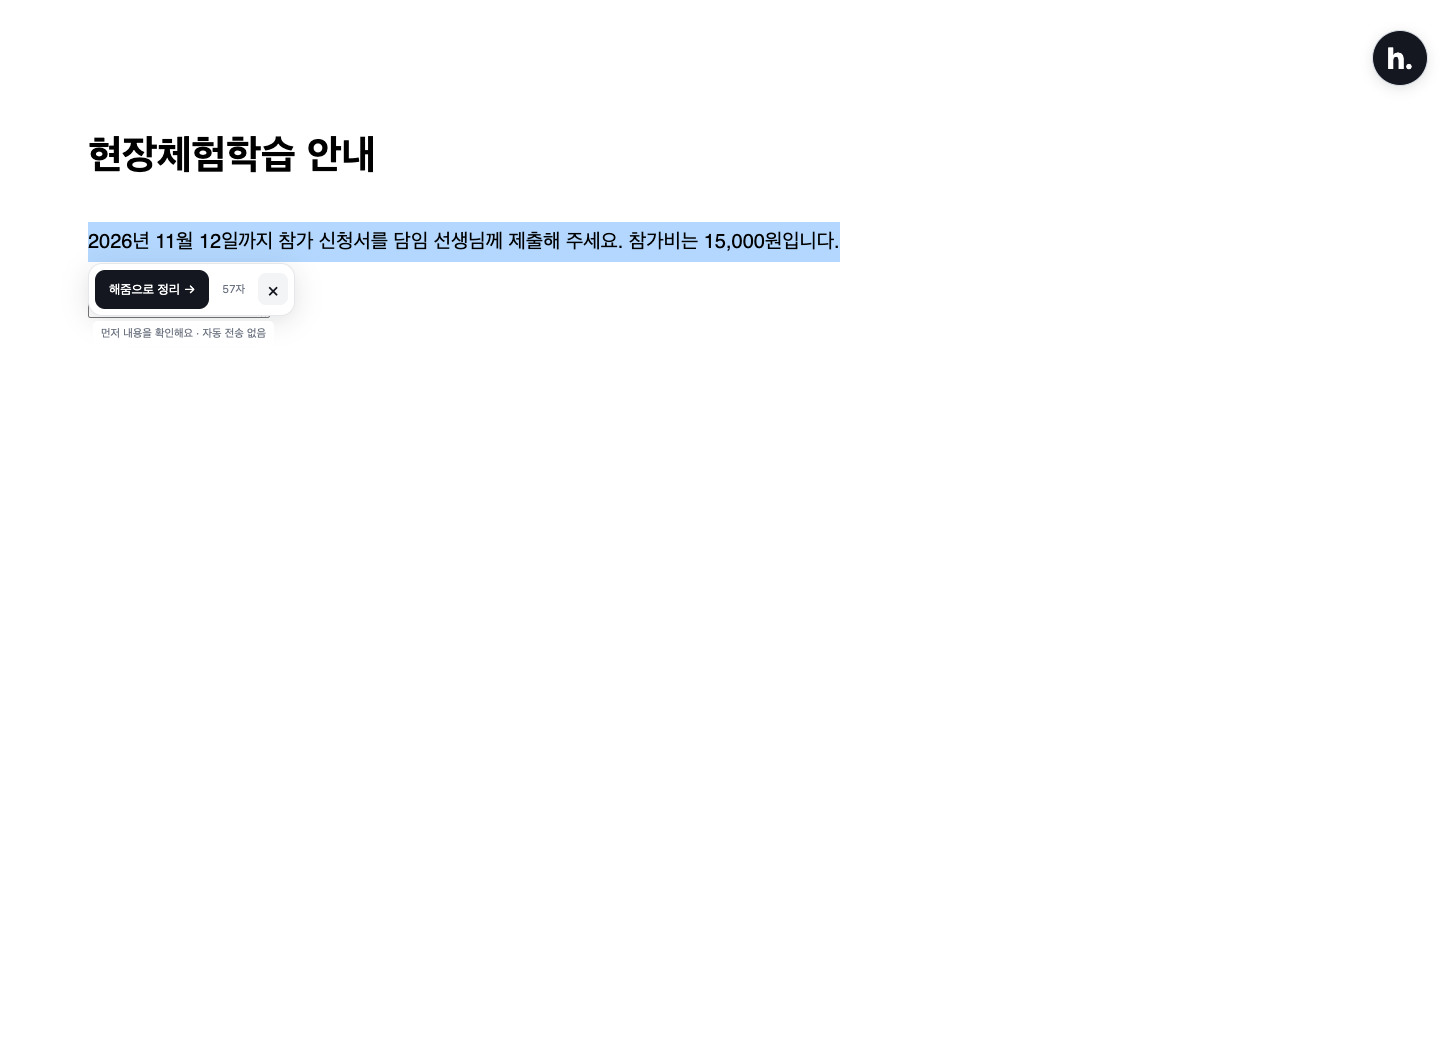 h.
현장체험학습 안내
2026년 11월 12일까지 참가 신청서를 담임 선생님께 제출해 주세요. 참가비는 15,000원입니다.
해줌으로 정리 → 57자 ×
먼저 내용을 확인해요 · 자동 전송 없음